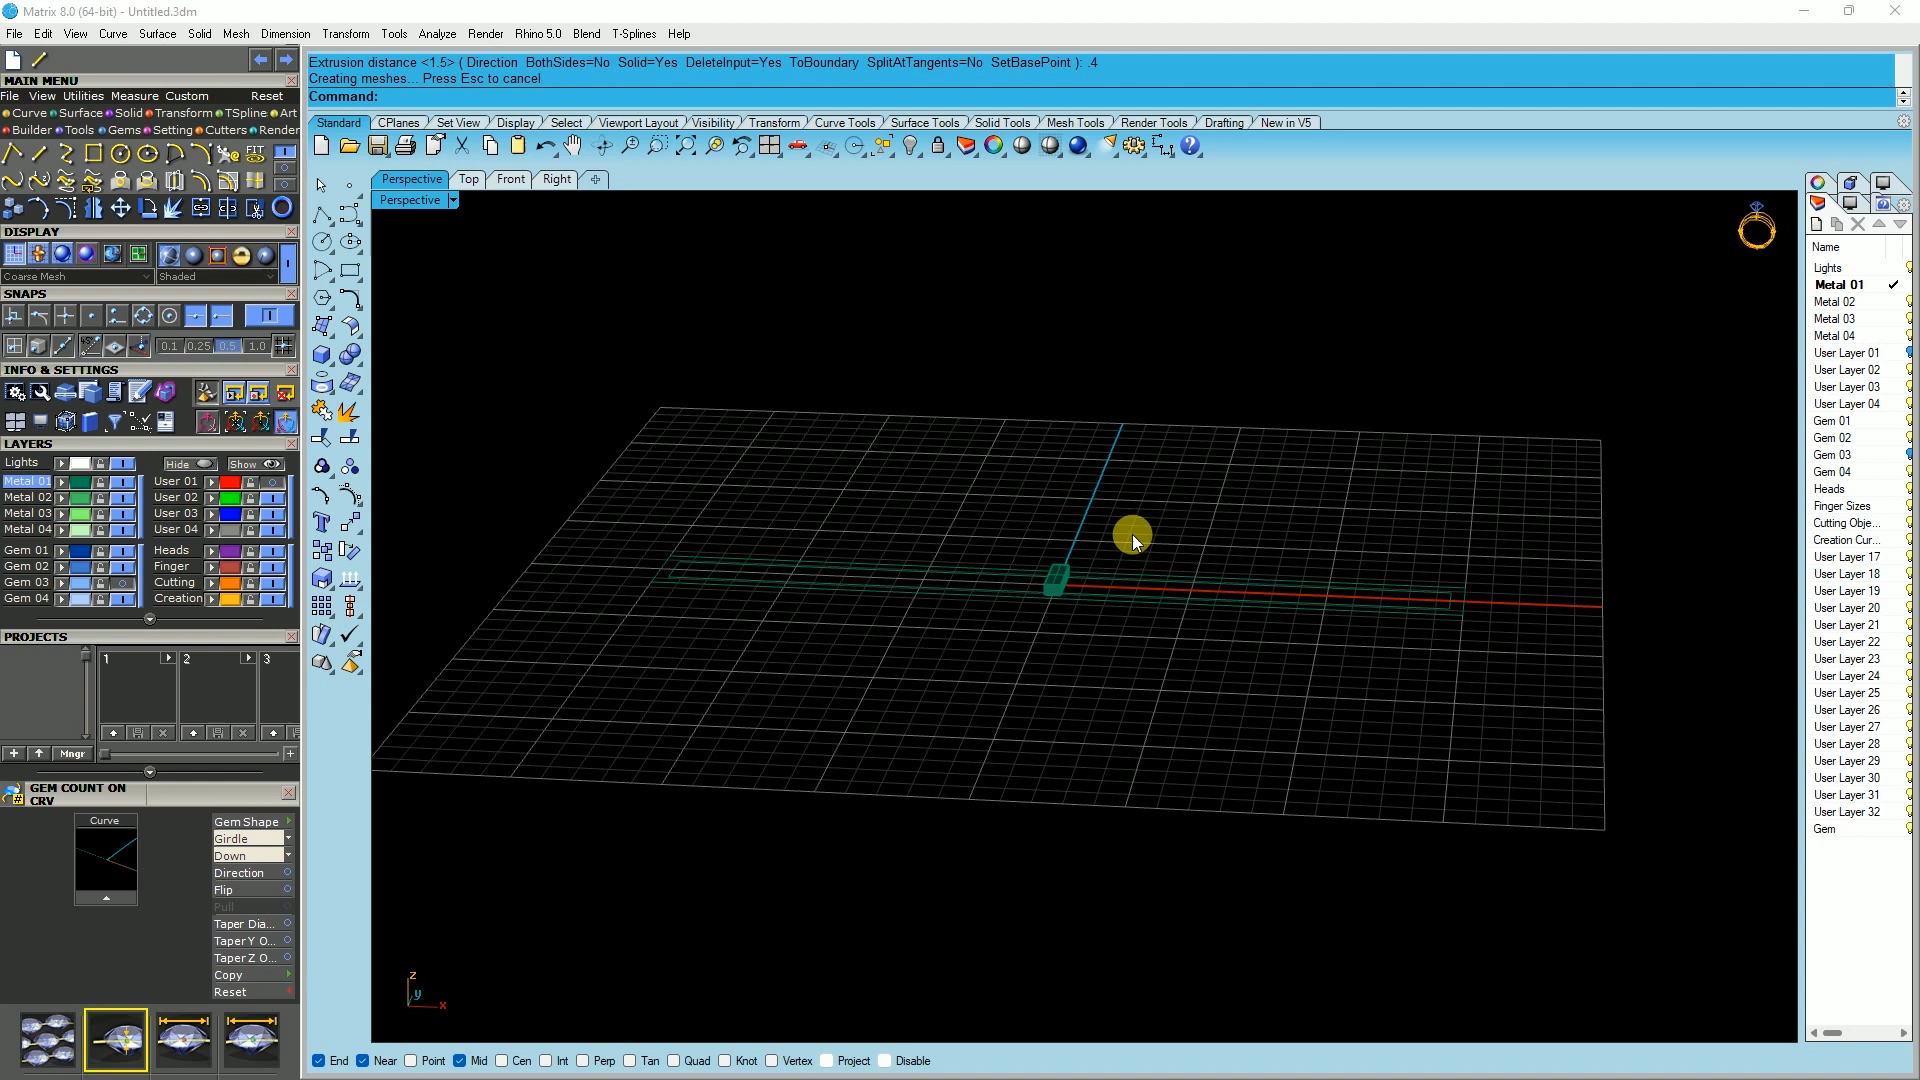 Matrix 8.0 (64-bit) - Untitled.3dm
File Edit View Curve Surface Solid Mesh Dimension Transform Tools Analyze Render Rhino 5.0 Blend T-Splines Help
Extrusion distance <1.5> ( Direction BothSides=No Solid=Yes DeleteInput=Yes ToBoundary SplitAtTangents=No SetBasePoint ): .4
Creating meshes... Press Esc to cancel
Command:
MAIN MENU
File View Utilities Measure Custom Reset
Curve Surface Solid Transform TSpline Art
Builder Tools Gems Setting Cutters Render
FIT
Standard CPlanes Set View Display Select Viewport Layout Visibility Transform Curve Tools Surface Tools Solid Tools Mesh Tools Render Tools Drafting New in V5
Perspective Top Front Right
Perspective
DISPLAY
Coarse Mesh Shaded
SNAPS
0.1 0.25 0.5 1.0
INFO & SETTINGS
LAYERS
Lights Hide Show
Metal 01 User 01
Metal 02 User 02
Metal 03 User 03
Metal 04 User 04
Gem 01 Heads
Gem 02 Finger
Gem 03 Cutting
Gem 04 Creation
PROJECTS
1 2 3
Mngr
GEM COUNT ON
CRV
Curve
Gem Shape
Girdle
Down
Direction
Flip
Pull
Taper Dia...
Taper Y O...
Taper Z O...
Copy
Reset
z
y
x
End Near Point Mid Cen Int Perp Tan Quad Knot Vertex Project Disable
Name
Lights
Metal 01
Metal 02
Metal 03
Metal 04
User Layer 01
User Layer 02
User Layer 03
User Layer 04
Gem 01
Gem 02
Gem 03
Gem 04
Heads
Finger Sizes
Cutting Obje...
Creation Cur...
User Layer 17
User Layer 18
User Layer 19
User Layer 20
User Layer 21
User Layer 22
User Layer 23
User Layer 24
User Layer 25
User Layer 26
User Layer 27
User Layer 28
User Layer 29
User Layer 30
User Layer 31
User Layer 32
Gem